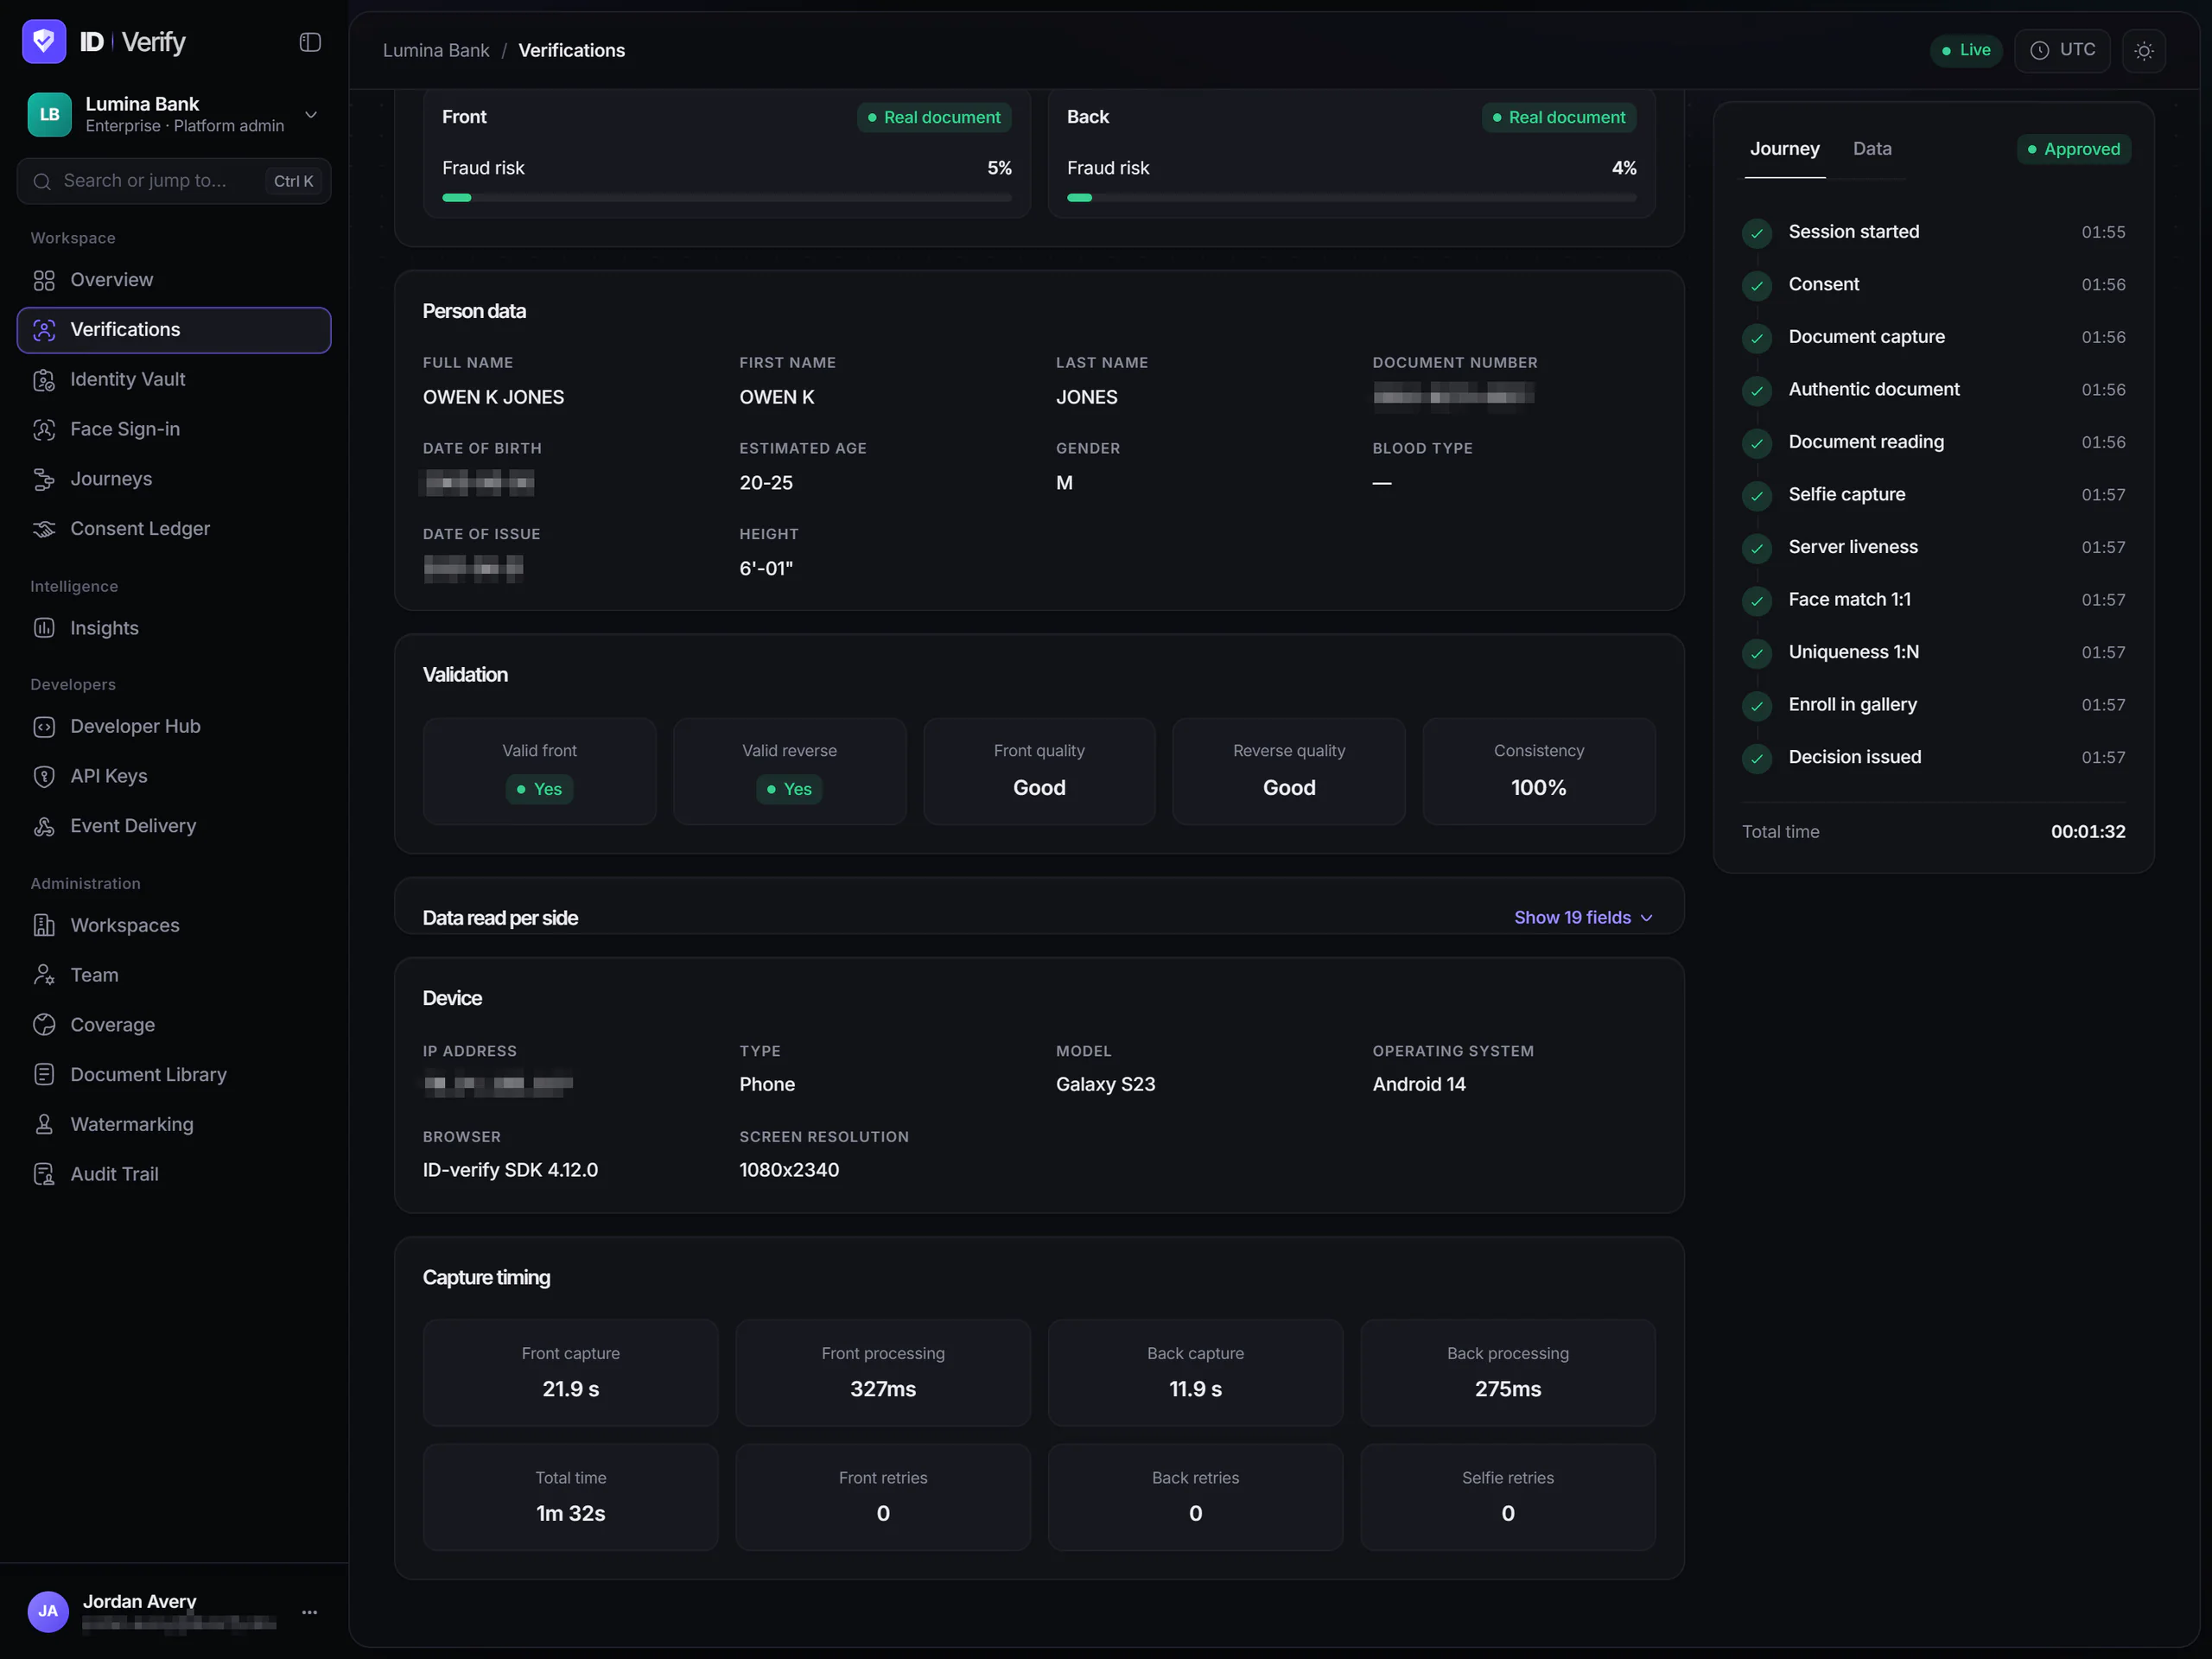 ID Verify
Lumina Bank
Enterprise · Platform admin
Search or jump to...
Ctrl K
Workspace
Overview
Verifications
Identity Vault
Face Sign-in
Journeys
Consent Ledger
Intelligence
Insights
Developers
Developer Hub
API Keys
Event Delivery
Administration
Workspaces
Team
Coverage
Document Library
Watermarking
Audit Trail
JA
Jordan Avery
LB
Lumina Bank / Verifications
Live
UTC
Front
Real document
Fraud risk
5%
Back
Real document
Fraud risk
4%
Person data
FULL NAME
OWEN K JONES
FIRST NAME
OWEN K
LAST NAME
JONES
DOCUMENT NUMBER
DATE OF BIRTH
ESTIMATED AGE
20-25
GENDER
M
BLOOD TYPE
—
DATE OF ISSUE
HEIGHT
6'-01"
Validation
Valid front
Yes
Valid reverse
Yes
Front quality
Good
Reverse quality
Good
Consistency
100%
Data read per side
Show 19 fields
Device
IP ADDRESS
TYPE
Phone
MODEL
Galaxy S23
OPERATING SYSTEM
Android 14
BROWSER
ID-verify SDK 4.12.0
SCREEN RESOLUTION
1080x2340
Capture timing
Front capture
21.9 s
Front processing
327ms
Back capture
11.9 s
Back processing
275ms
Total time
1m 32s
Front retries
0
Back retries
0
Selfie retries
0
Journey
Data
Approved
Session started
01:55
Consent
01:56
Document capture
01:56
Authentic document
01:56
Document reading
01:56
Selfie capture
01:57
Server liveness
01:57
Face match 1:1
01:57
Uniqueness 1:N
01:57
Enroll in gallery
01:57
Decision issued
01:57
Total time
00:01:32